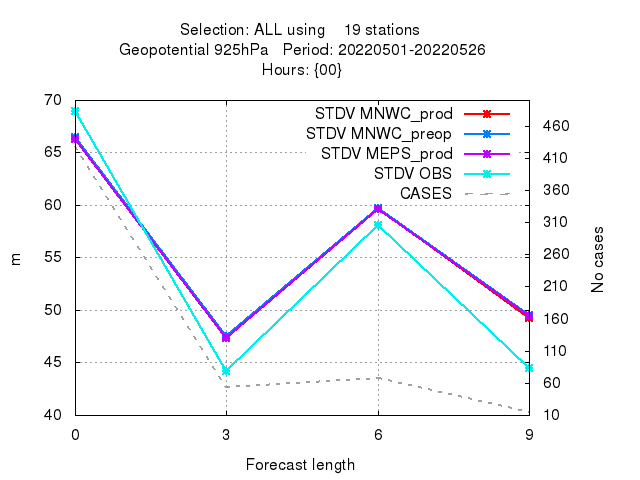 Selection: ALL using 19 stations
Geopotential 925hPa Period: 20220501-20220526
Hours: {00}
STDV MNWC_prod
STDV MNWC_preop
STDV MEPS_prod
STDV OBS
CASES
70
65
60
55
50
45
40
m
460
410
360
310
260
210
160
110
60
10
No cases
0 3 6 9
Forecast length